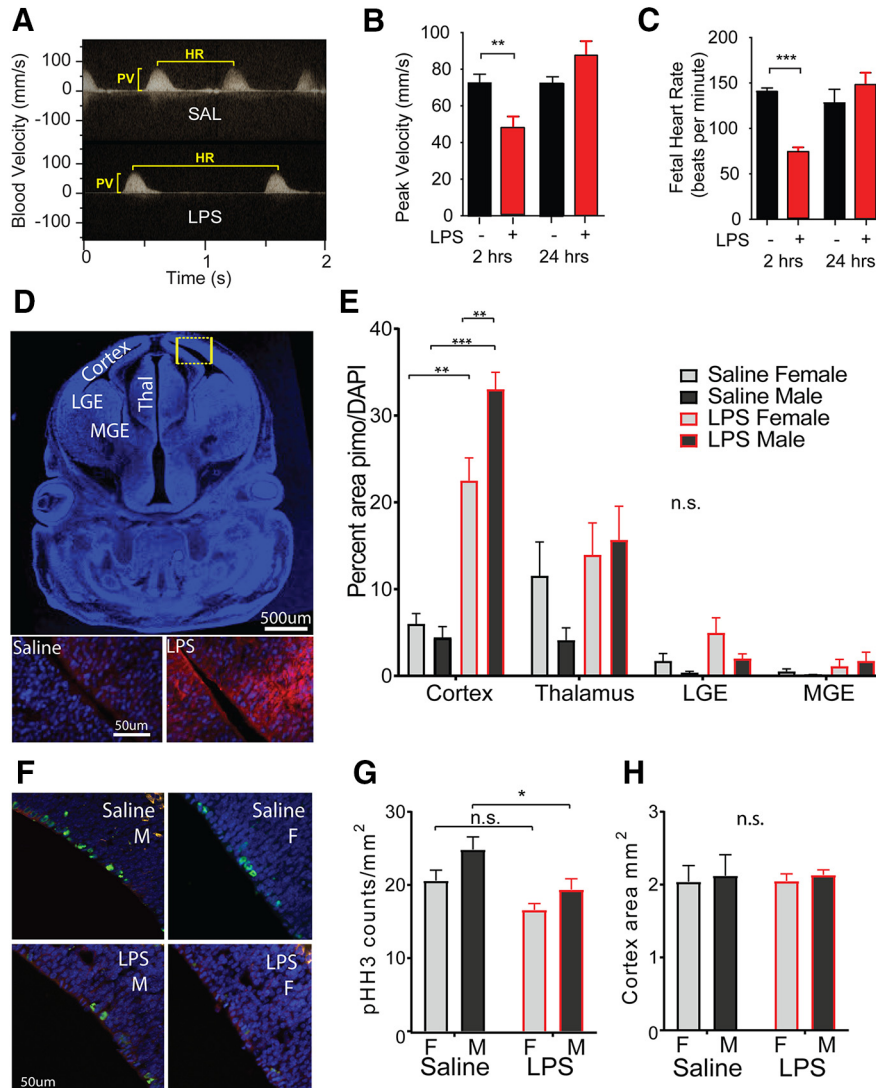 A
Blood Velocity (mm/s)
100
0
-100
100
0
-100
HR
PV
SAL
HR
PV
LPS
0
1
2
Time (s)
B
Peak Velocity (mm/s)
100
80
60
40
20
0
**
LPS - + - +
2 hrs 24 hrs
C
Fetal Heart Rate
(beats per minute)
200
150
100
50
0
***
LPS - + - +
2 hrs 24 hrs
D
Cortex
LGE
MGE
Thal
500um
Saline
50um
LPS
E
Percent area pimo/DAPI
40
30
20
10
0
**
***
**
n.s.
Saline Female
Saline Male
LPS Female
LPS Male
Cortex Thalamus LGE MGE
F
Saline
M
Saline
F
LPS
M
LPS
F
50um
G
pHH3 counts/mm²
30
20
10
0
n.s.
*
F M F M
Saline LPS
H
Cortex area mm²
3
2
1
0
n.s.
F M F M
Saline LPS